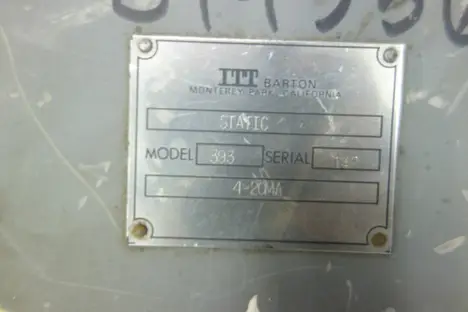 ITT BARTON
MONTEREY PARK, CALIFORNIA
STATIC
MODEL 393 SERIAL
4-20MA